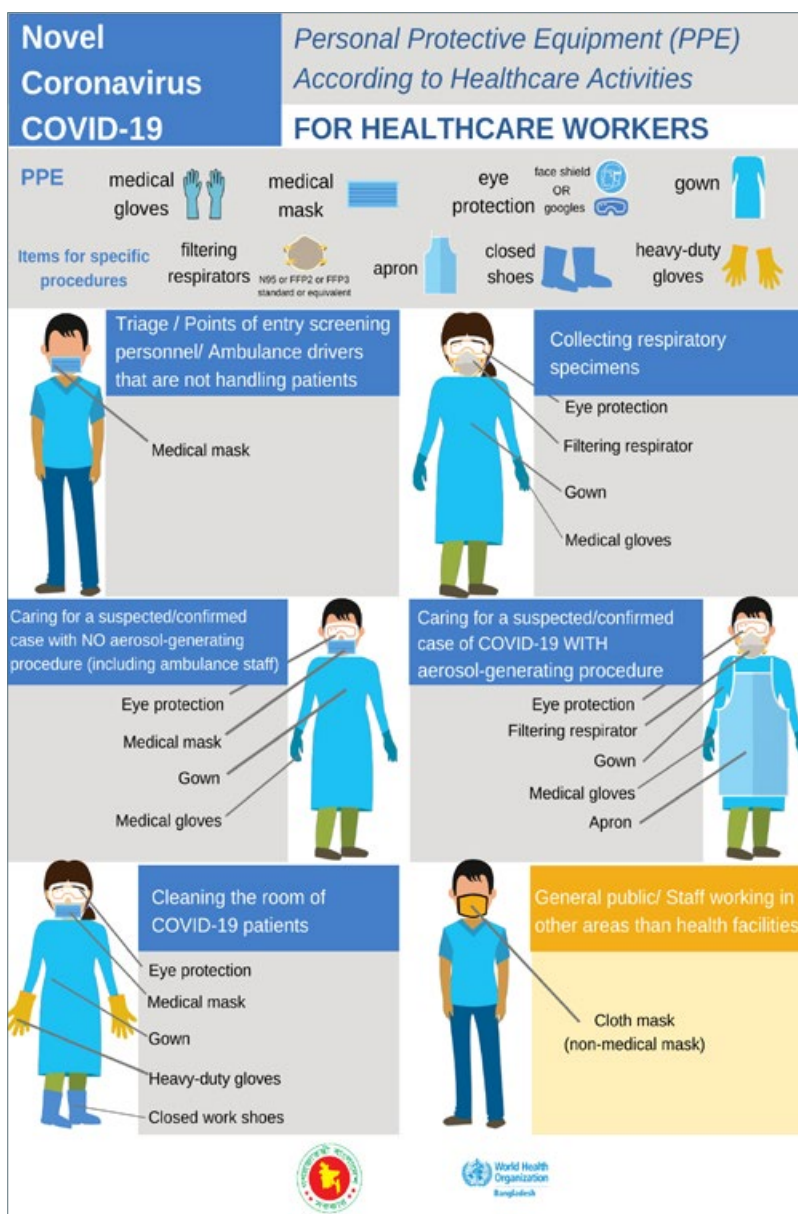 Novel
Coronavirus
COVID-19
Personal Protective Equipment (PPE)
According to Healthcare Activities
FOR HEALTHCARE WORKERS
PPE
medical
gloves
medical
mask
eye
protection
face shield
OR
googles
gown
Items for specific
procedures
filtering
respirators
N95 or FFP2 or FFP3
standard or equivalent
apron
closed
shoes
heavy-duty
gloves
Triage / Points of entry screening
personnel/ Ambulance drivers
that are not handling patients
Medical mask
Collecting respiratory
specimens
Eye protection
Filtering respirator
Gown
Medical gloves
Caring for a suspected/confirmed
case with NO aerosol-generating
procedure (including ambulance staff)
Eye protection
Medical mask
Gown
Medical gloves
Caring for a suspected/confirmed
case of COVID-19 WITH
aerosol-generating procedure
Eye protection
Filtering respirator
Gown
Medical gloves
Apron
Cleaning the room of
COVID-19 patients
Eye protection
Medical mask
Gown
Heavy-duty gloves
Closed work shoes
General public/ Staff working in
other areas than health facilities
Cloth mask
(non-medical mask)
World Health
Organization
Bangladesh